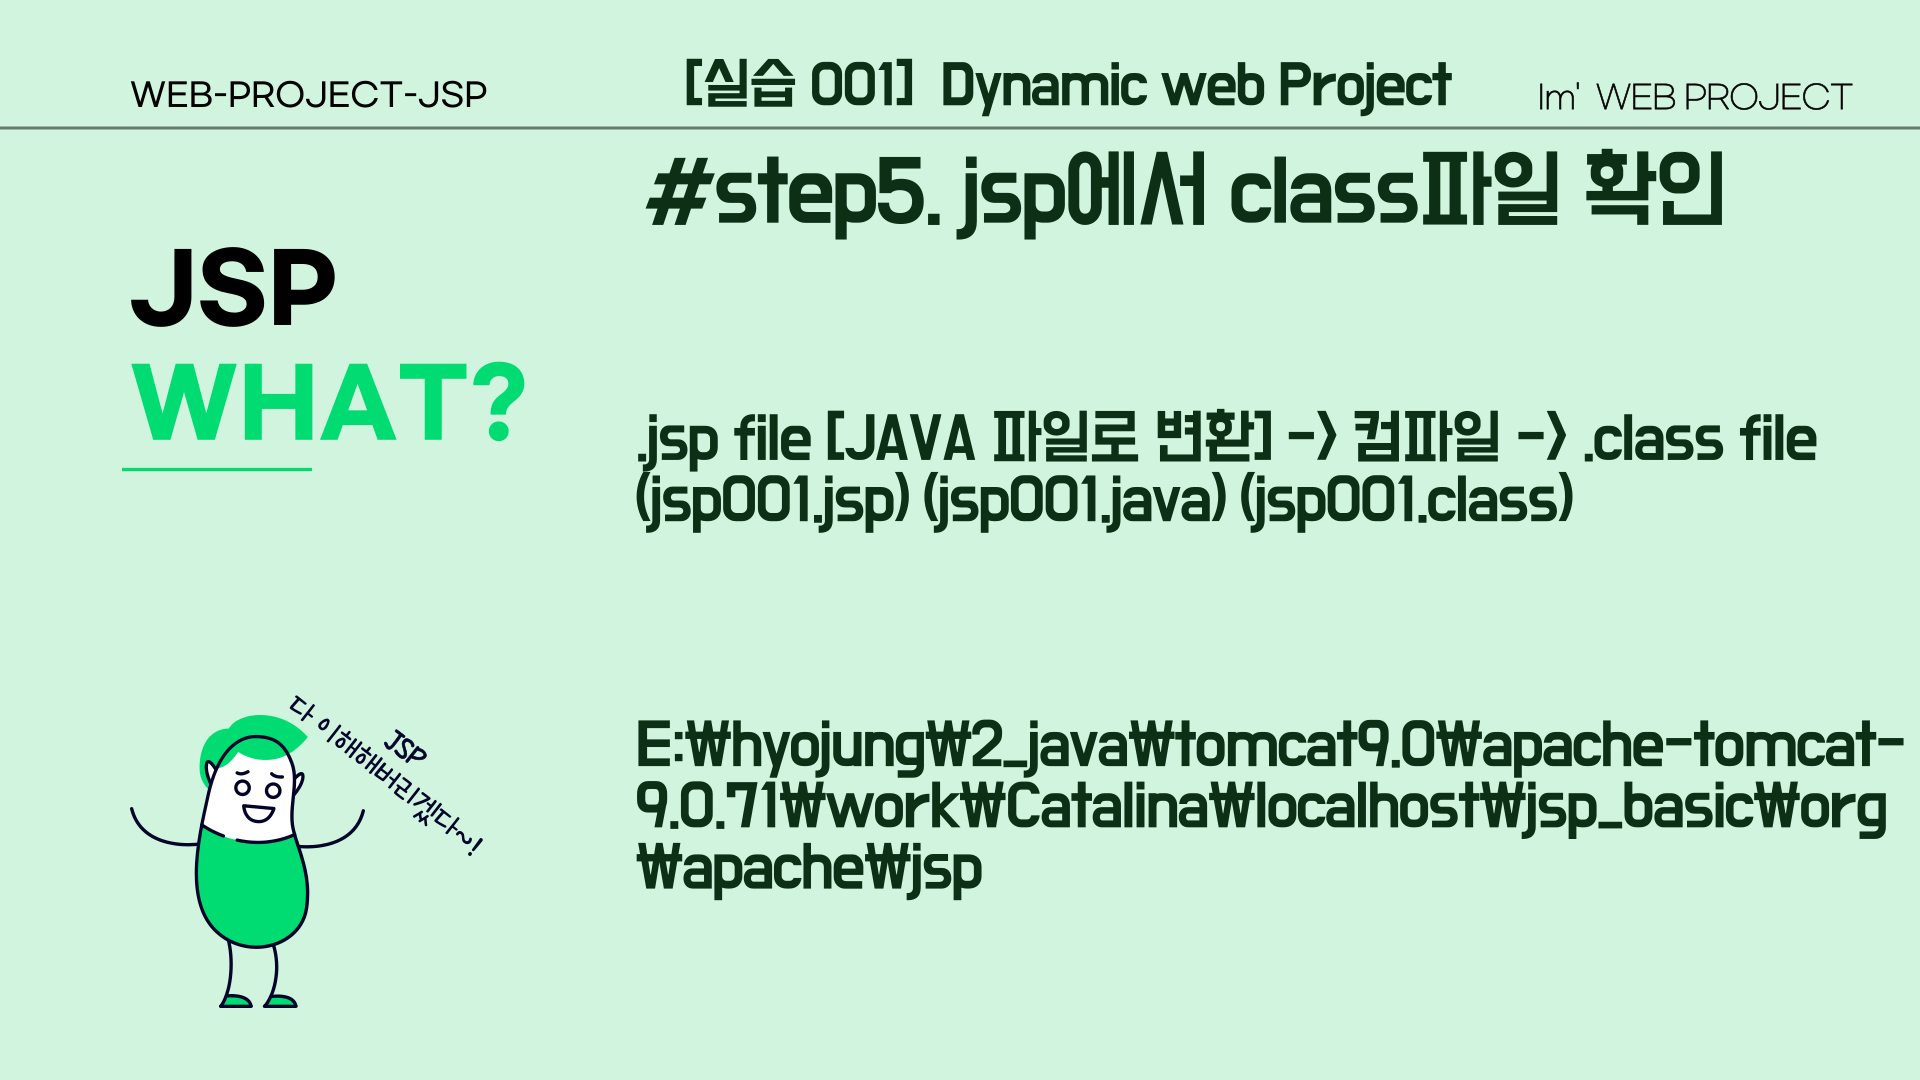 WEB-PROJECT-JSP
[실습 001] Dynamic web Project
Im' WEB PROJECT
#step5. jsp에서 class파일 확인
JSP
WHAT?
.jsp file [JAVA 파일로 변환] -> 컴파일 -> .class file
(jsp001.jsp) (jsp001.java) (jsp001.class)
E:₩hyojung₩2_java₩tomcat9.0₩apache-tomcat-
9.0.71₩work₩Catalina₩localhost₩jsp_basic₩org
₩apache₩jsp
JSP
다 이해해버리겠다~!